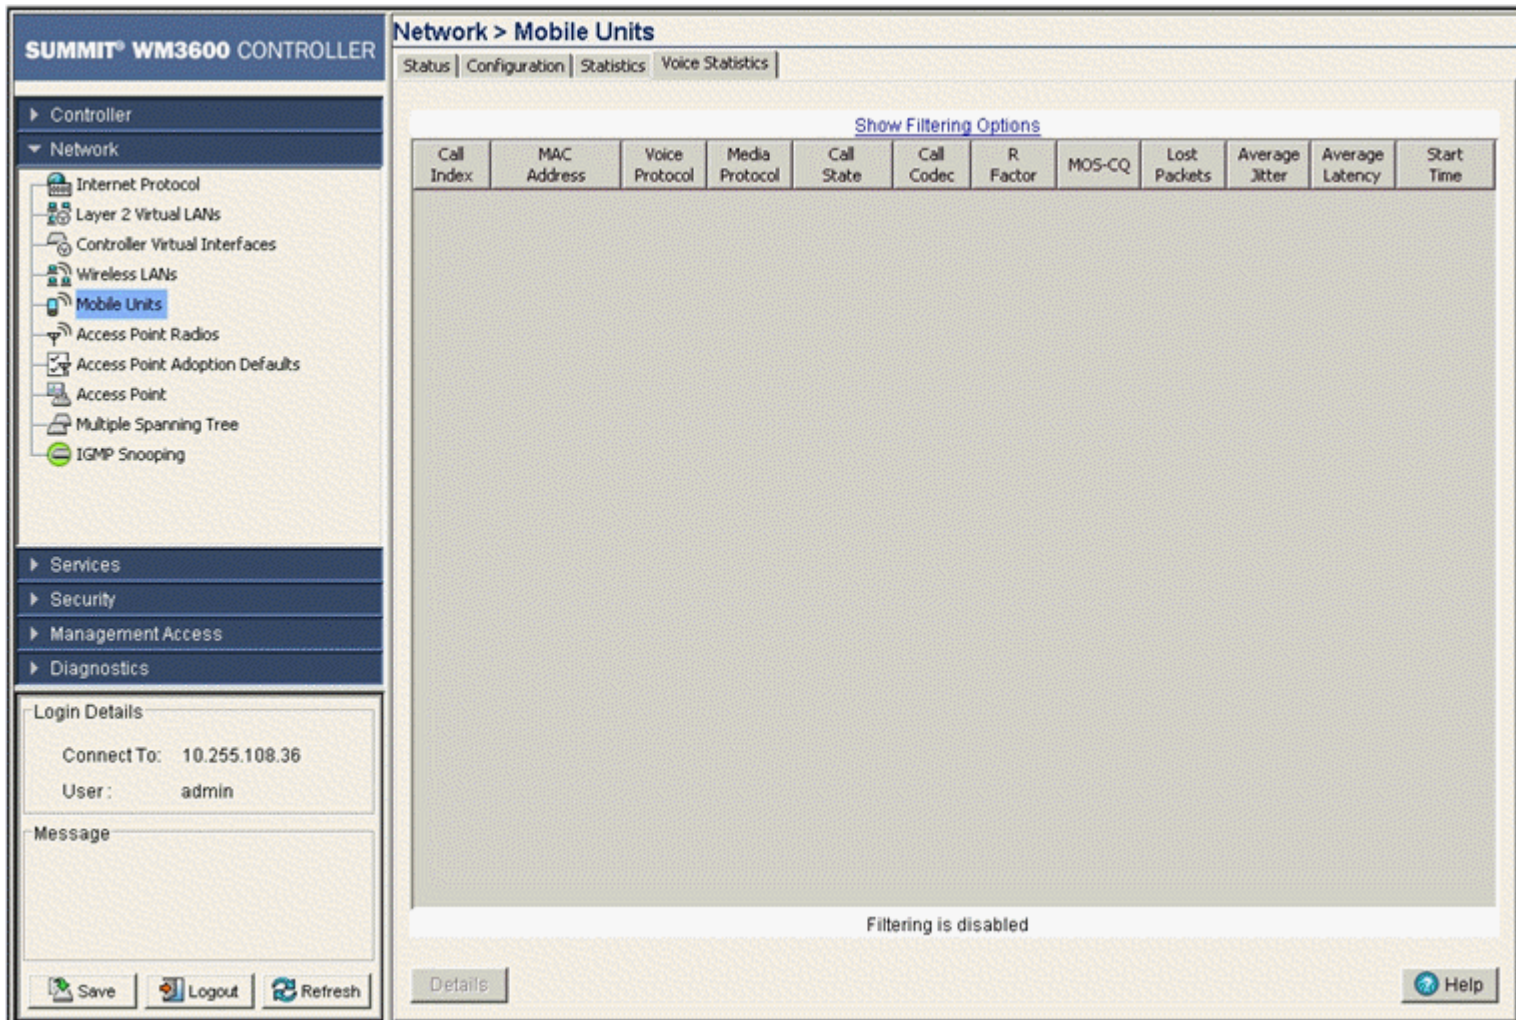 SUMMIT® WM3600 CONTROLLER
Controller
Network
Internet Protocol
Layer 2 Virtual LANs
Controller Virtual Interfaces
Wireless LANs
Mobile Units
Access Point Radios
Access Point Adoption Defaults
Access Point
Multiple Spanning Tree
IGMP Snooping
Services
Security
Management Access
Diagnostics
Login Details
Connect To: 10.255.108.36
User : admin
Message
Save Logout Refresh
Network > Mobile Units
Status Configuration Statistics Voice Statistics
Show Filtering Options
Call Index MAC Address Voice Protocol Media Protocol Call State Call Codec R Factor MOS-CQ Lost Packets Average Jitter Average Latency Start Time
Filtering is disabled
Details Help